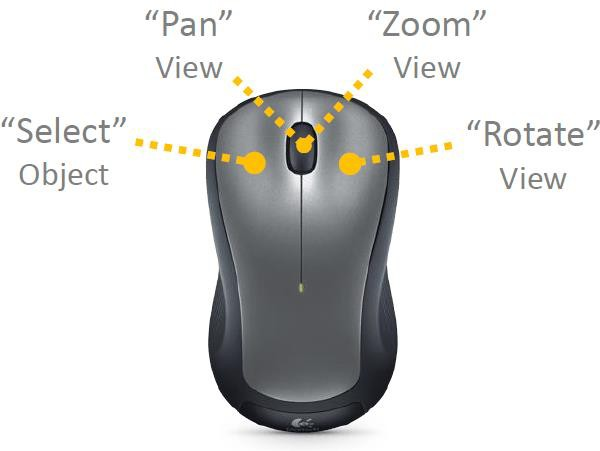 “Pan”
View
“Zoom”
View
“Select”
Object
“Rotate”
View